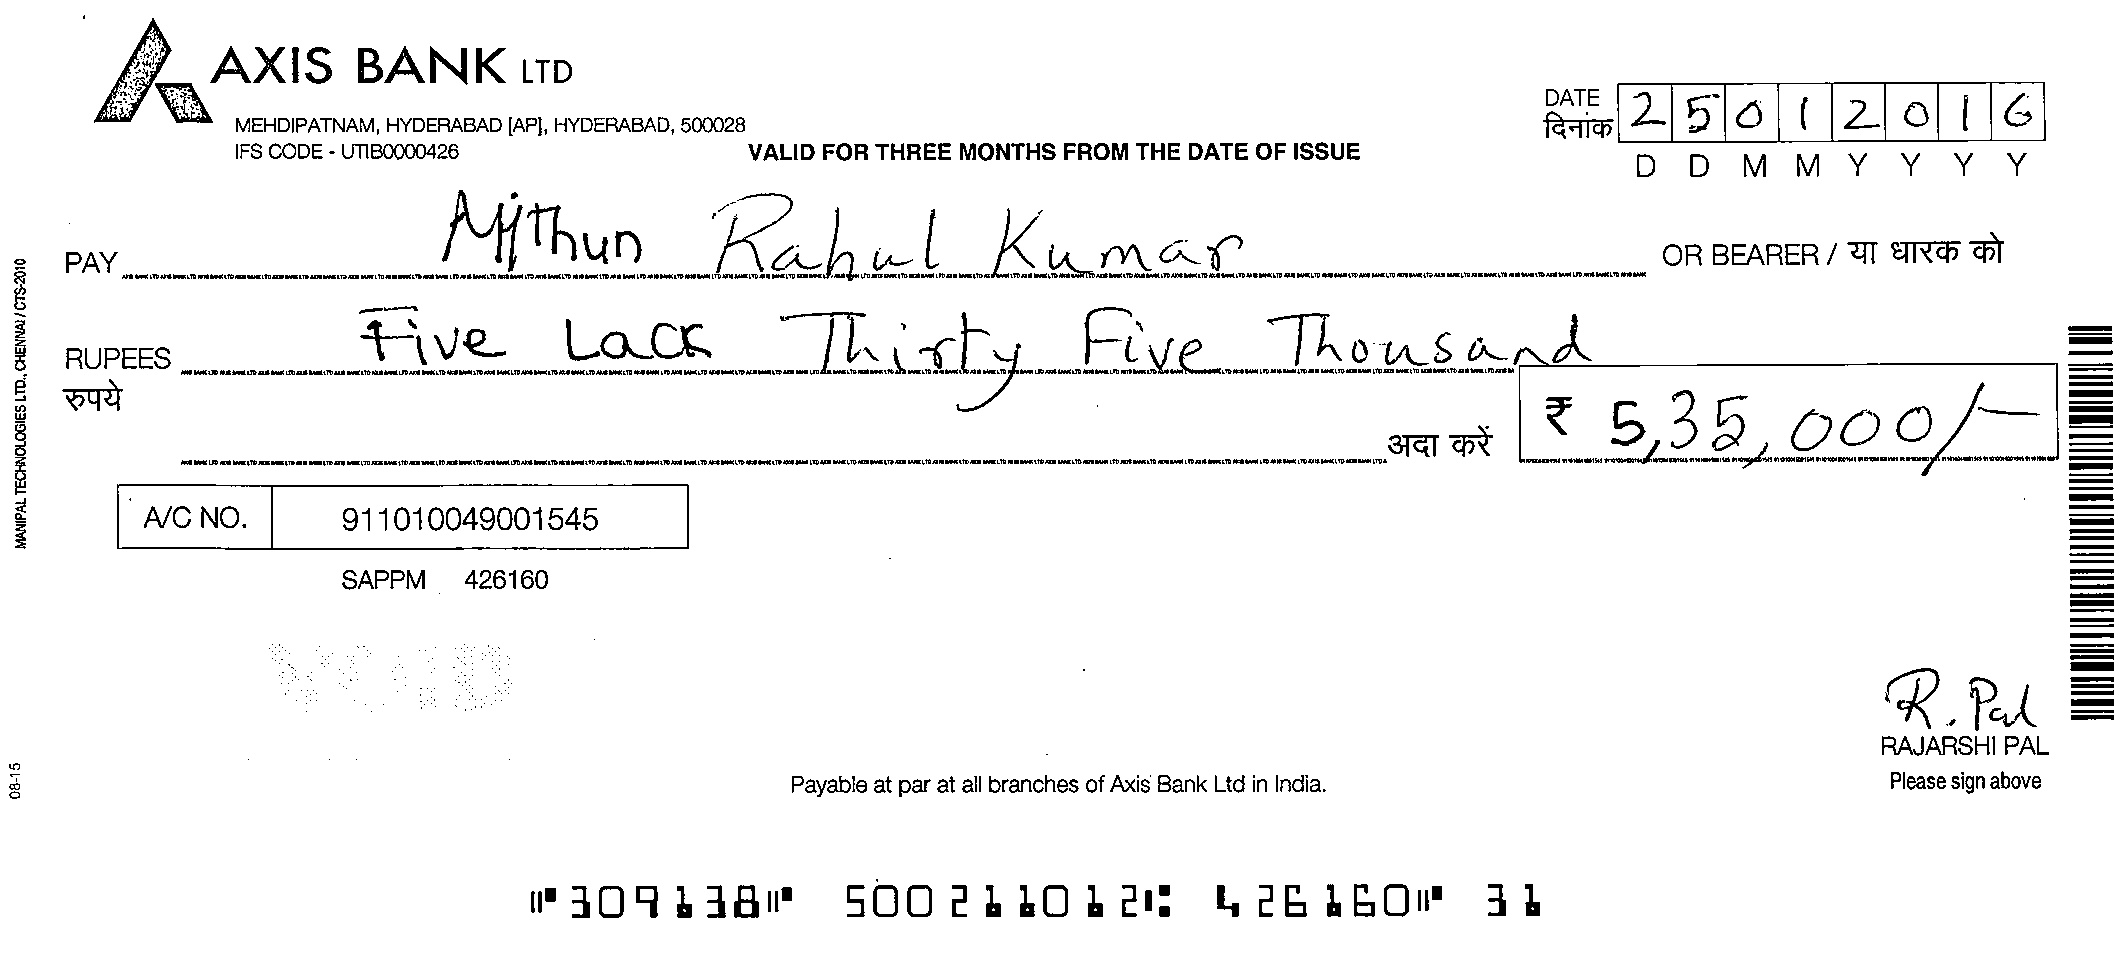 AXIS BANK LTD
MEHDIPATNAM, HYDERABAD [AP], HYDERABAD, 500028
IFS CODE - UTIB0000426
VALID FOR THREE MONTHS FROM THE DATE OF ISSUE
DATE दिनांक 2 5 0 1 2 0 1 6
D D M M Y Y Y Y
PAY Rahul Kumar OR BEARER / या धारक को
RUPEES रुपये Five Lack Thirty Five Thousand
अदा करें ₹ 5,35,000/-
A/C NO. 911010049001545
SAPPM 426160
VOID
R. Pal
RAJARSHI PAL
Please sign above
Payable at par at all branches of Axis Bank Ltd in India.
⑈309138⑈ 500211012⑆ 426160⑈ 31
MANIPAL TECHNOLOGIES LTD., CHENNAI / CTS-2010
08-15